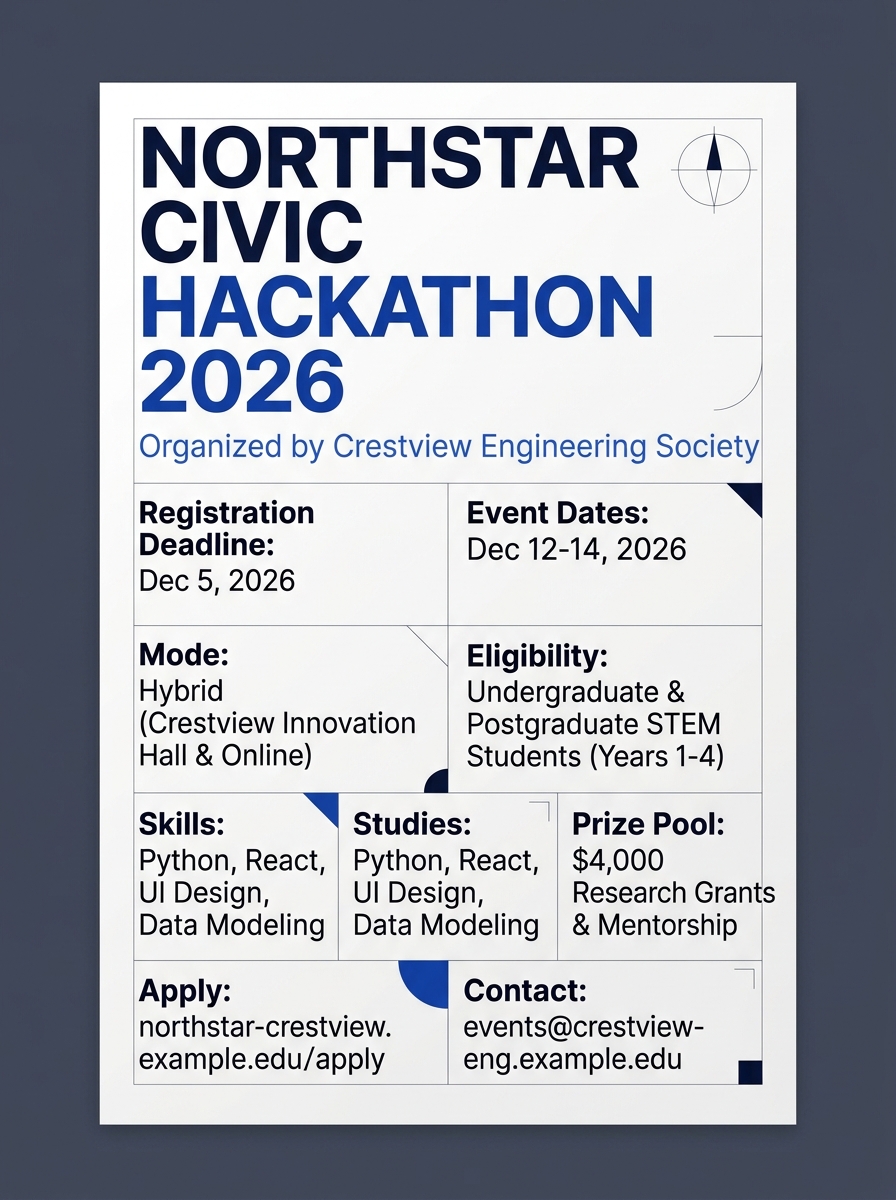 NORTHSTAR
CIVIC
HACKATHON
2026
Organized by Crestview Engineering Society
Registration
Deadline:
Dec 5, 2026
Event Dates:
Dec 12-14, 2026
Mode:
Hybrid
(Crestview Innovation
Hall & Online)
Eligibility:
Undergraduate &
Postgraduate STEM
Students (Years 1-4)
Skills:
Python, React,
UI Design,
Data Modeling
Studies:
Python, React,
UI Design,
Data Modeling
Prize Pool:
$4,000
Research Grants
& Mentorship
Apply:
northstar-crestview.
example.edu/apply
Contact:
events@crestview-
eng.example.edu